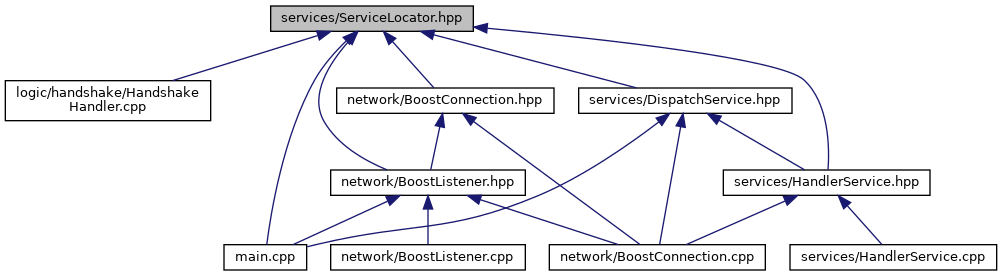 services/ServiceLocator.hpp
logic/handshake/Handshake
Handler.cpp
network/BoostConnection.hpp
services/DispatchService.hpp
network/BoostListener.hpp
services/HandlerService.hpp
main.cpp
network/BoostListener.cpp
network/BoostConnection.cpp
services/HandlerService.cpp